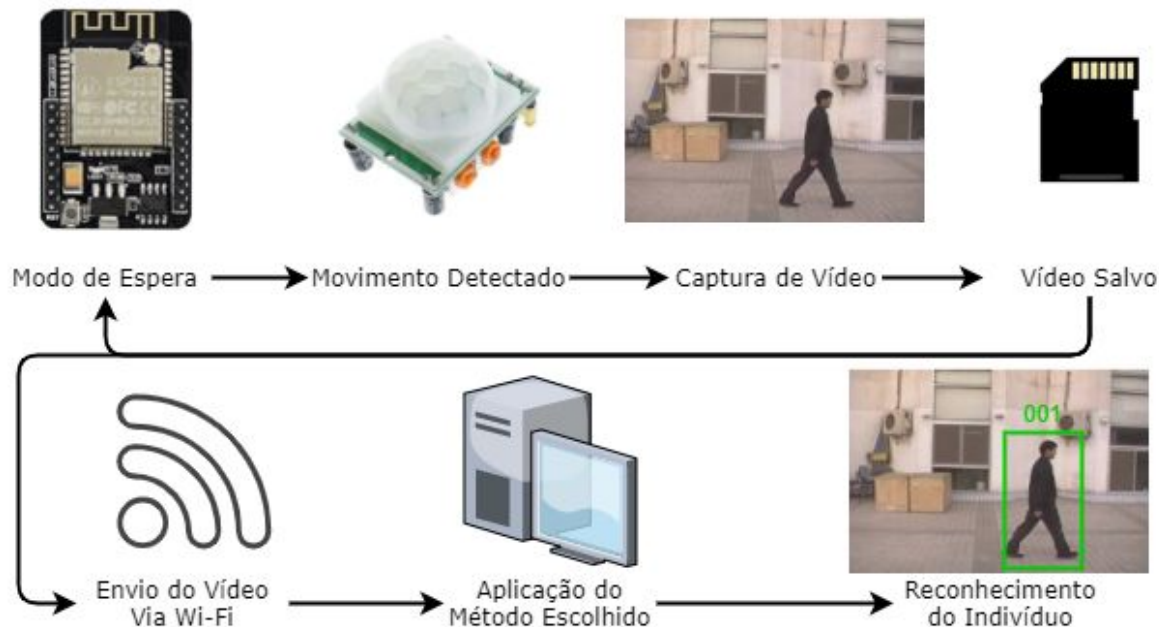 Modo de Espera
Movimento Detectado
Captura de Vídeo
Vídeo Salvo
001
Envio do Vídeo
Via Wi-Fi
Aplicação do
Método Escolhido
Reconhecimento
do Indivíduo